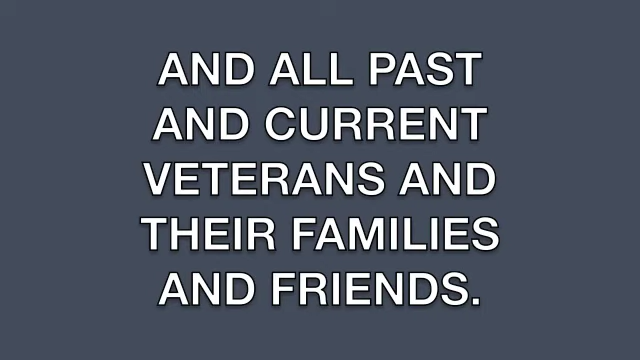 AND ALL PAST
AND CURRENT
VETERANS AND
THEIR FAMILIES
AND FRIENDS.